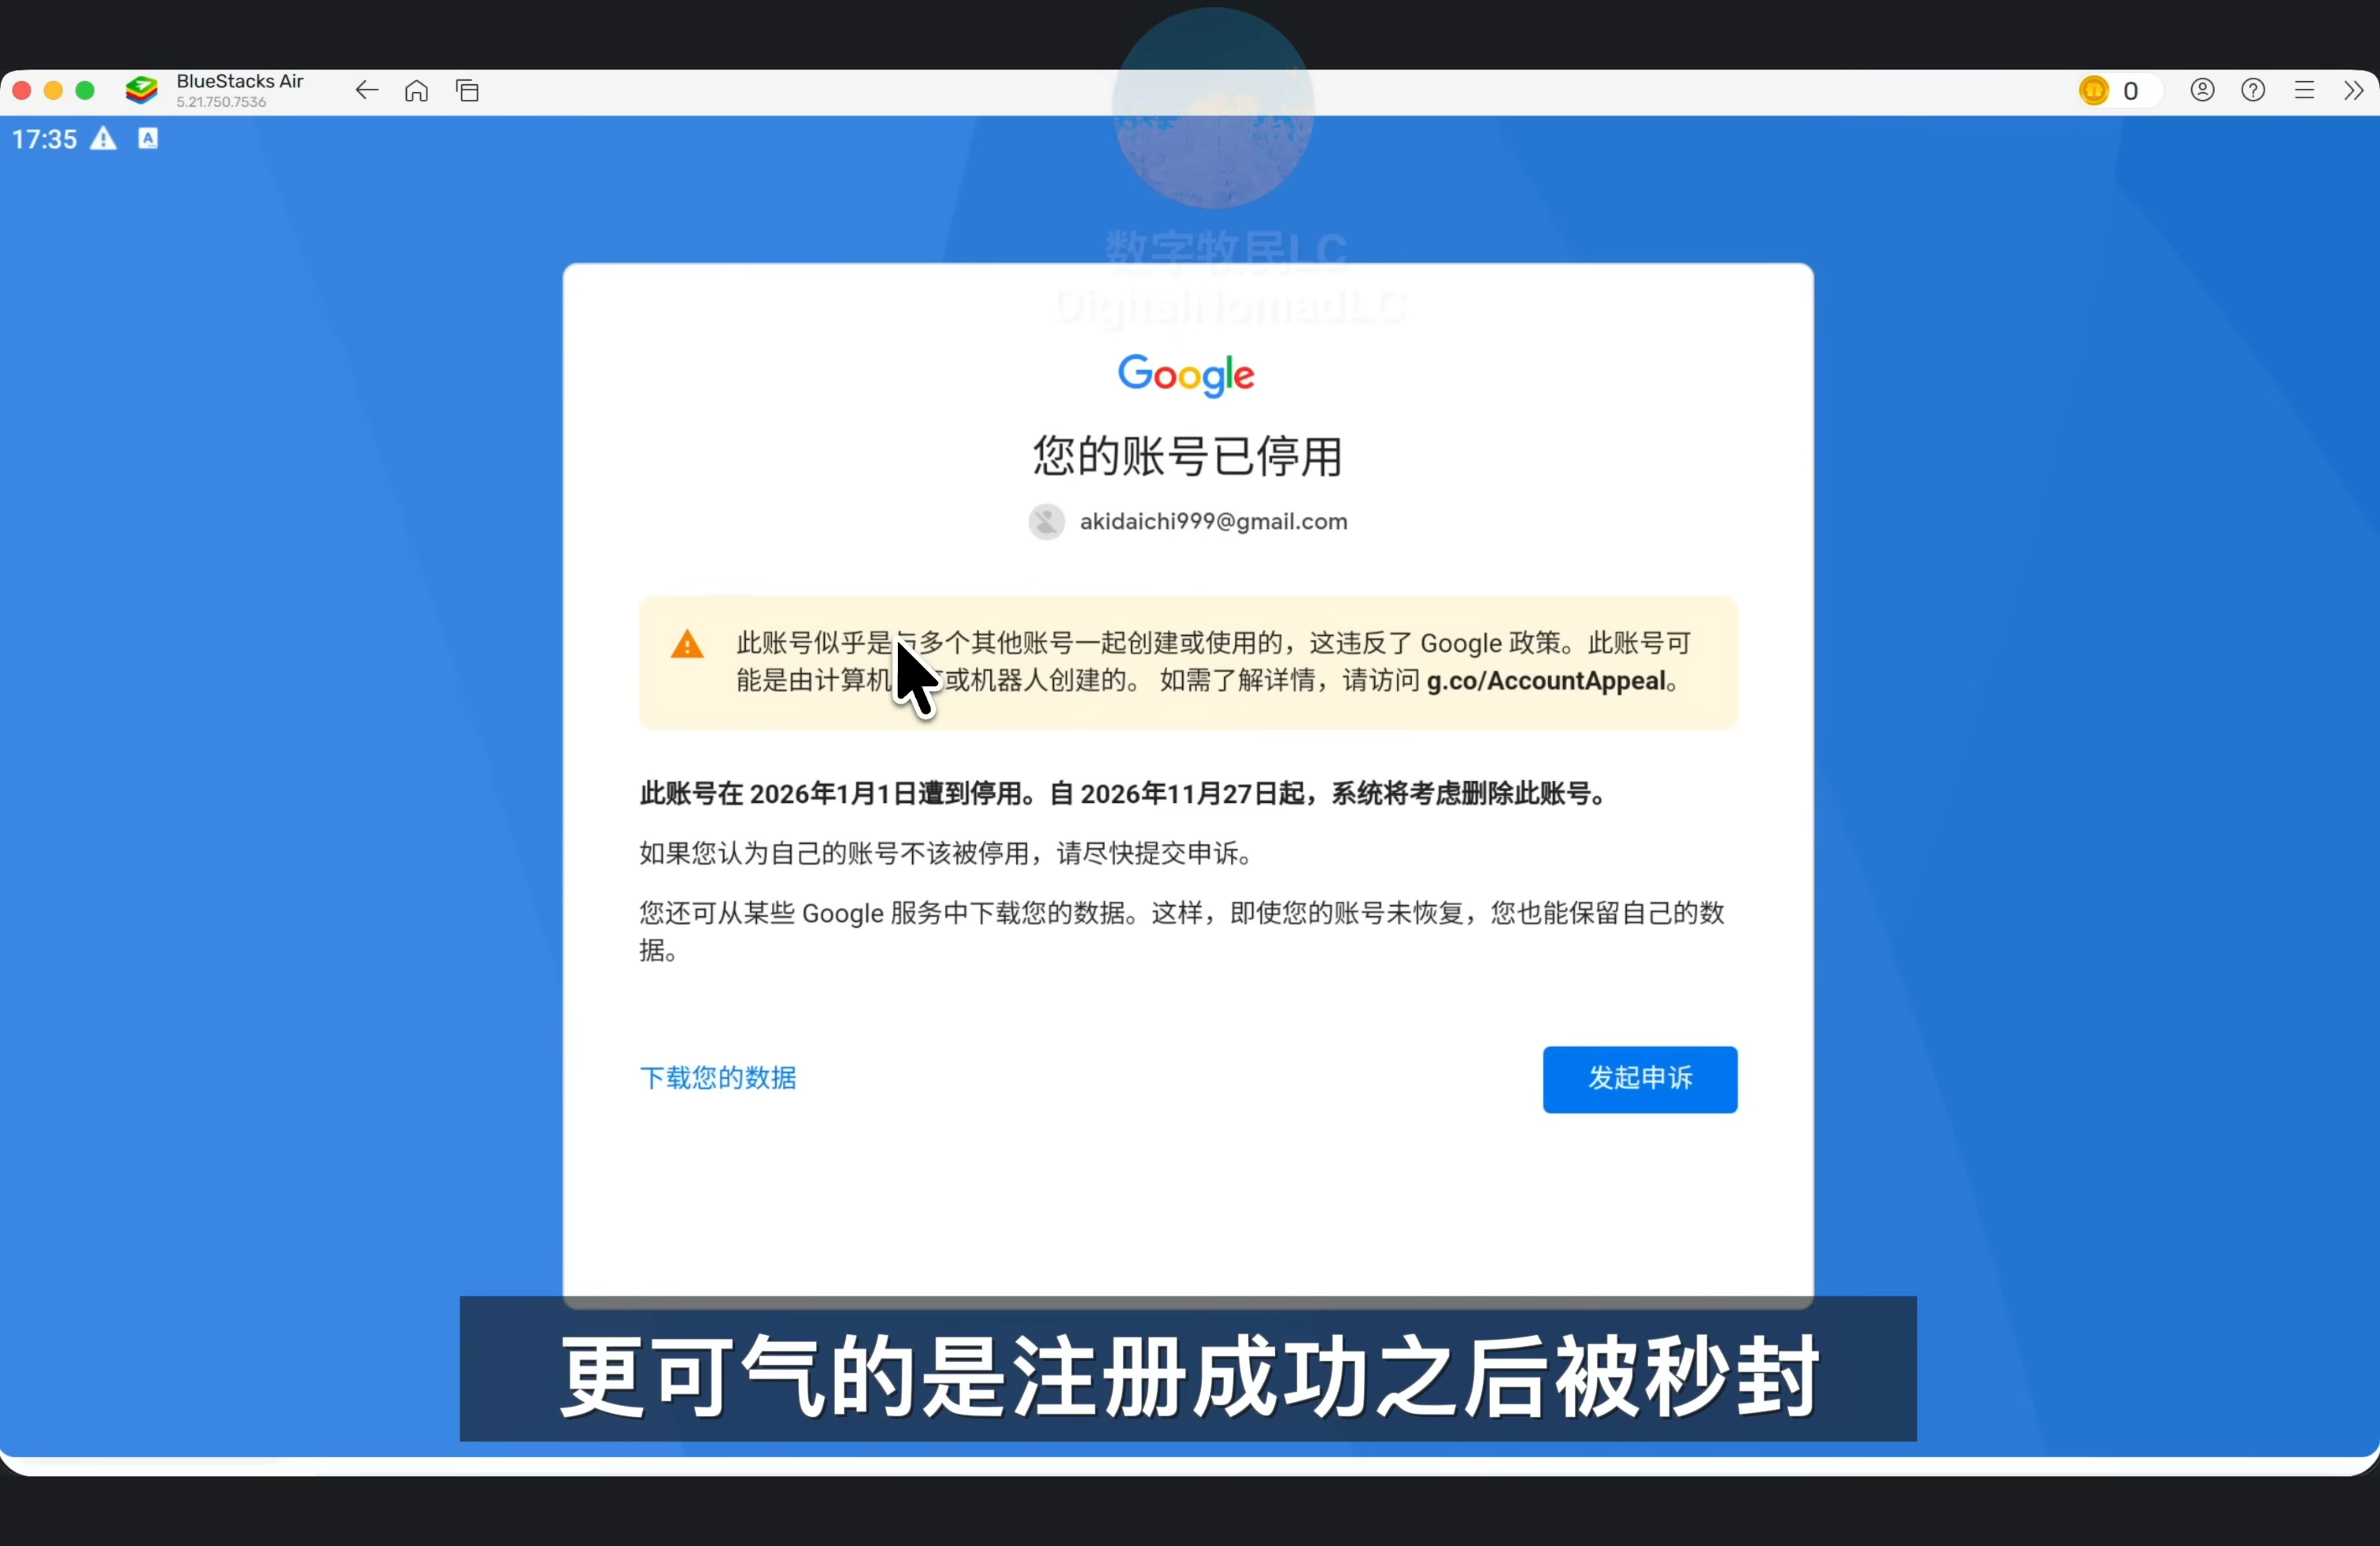 BlueStacks Air
5.21.750.7536
0
17:35
数字牧民LC
DigitalNomadLC
Google
您的账号已停用
akidaichi999@gmail.com
此账号似乎是与多个其他账号一起创建或使用的，这违反了 Google 政策。此账号可
能是由计算机 或机器人创建的。 如需了解详情，请访问 g.co/AccountAppeal。
此账号在 2026年1月1日遭到停用。自 2026年11月27日起，系统将考虑删除此账号。
如果您认为自己的账号不该被停用，请尽快提交申诉。
您还可从某些 Google 服务中下载您的数据。这样，即使您的账号未恢复，您也能保留自己的数
据。
下载您的数据
发起申诉
更可气的是注册成功之后被秒封